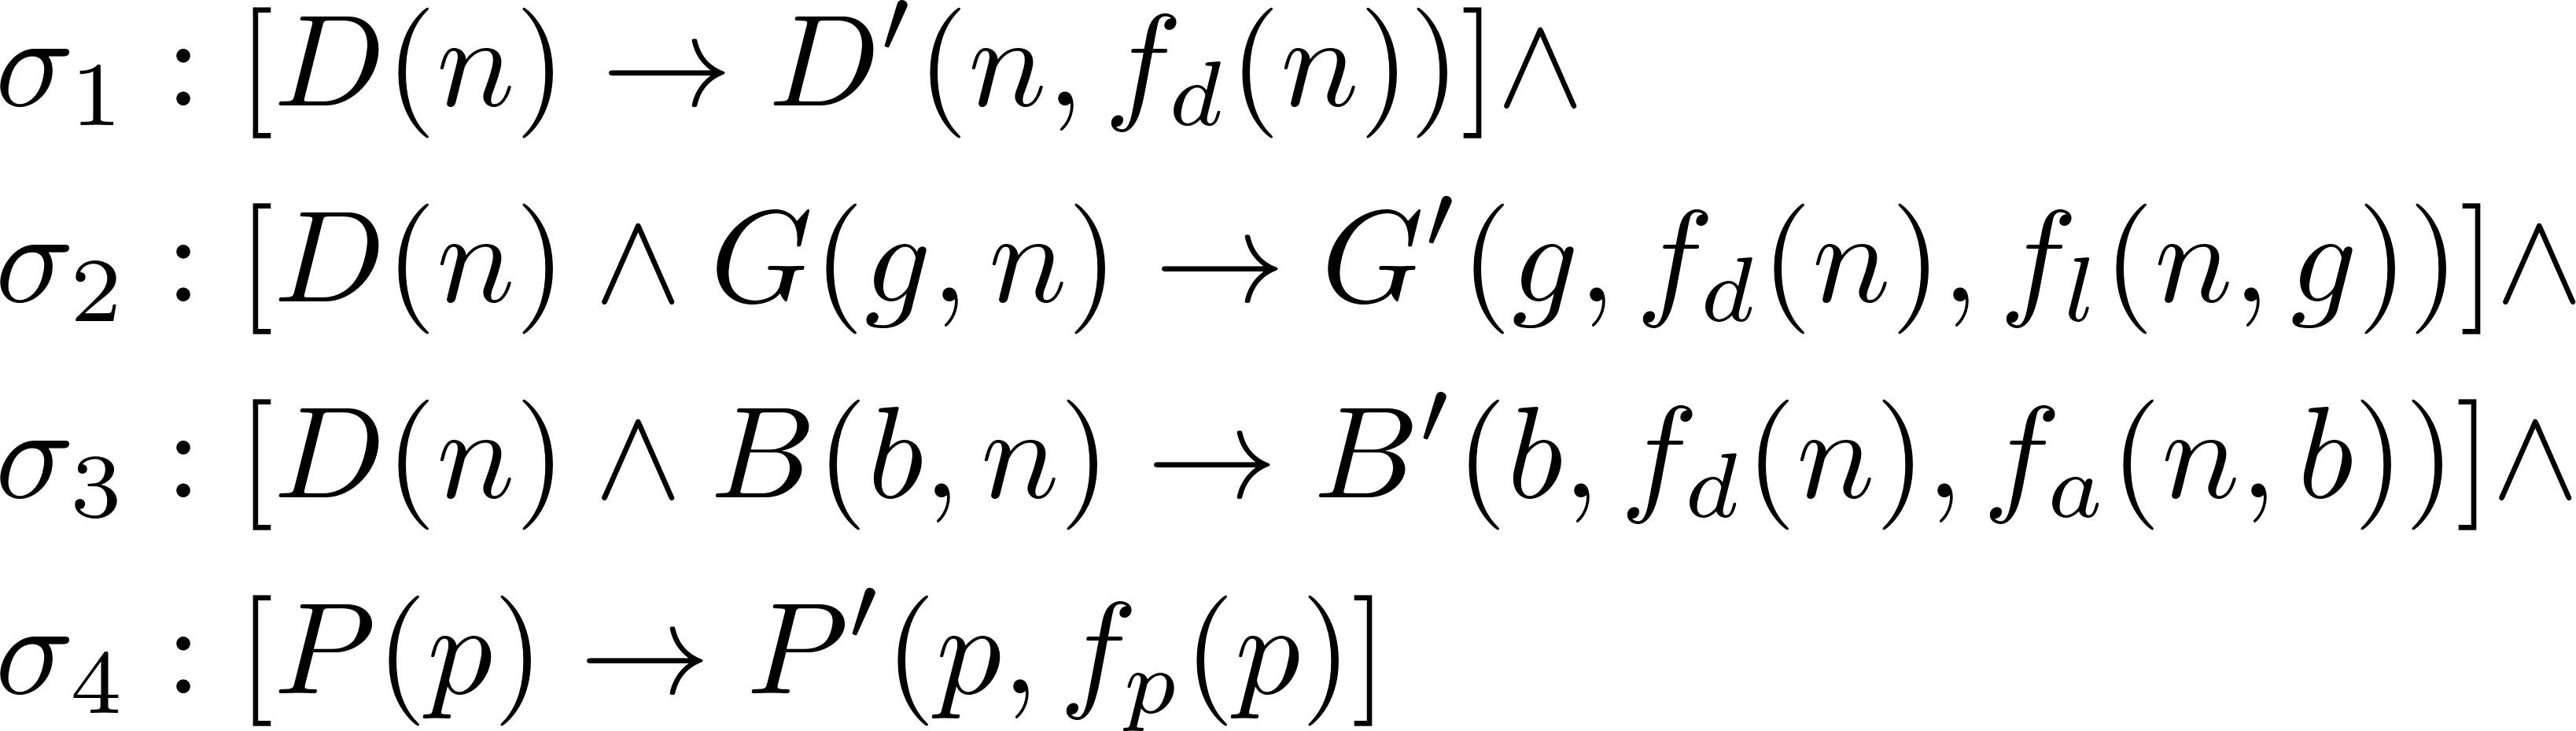 σ₁ : [D(n) → D′(n, f_d(n))]∧
σ₂ : [D(n) ∧ G(g, n) → G′(g, f_d(n), f_l(n, g))]∧
σ₃ : [D(n) ∧ B(b, n) → B′(b, f_d(n), f_a(n, b))]∧
σ₄ : [P(p) → P′(p, f_p(p)]